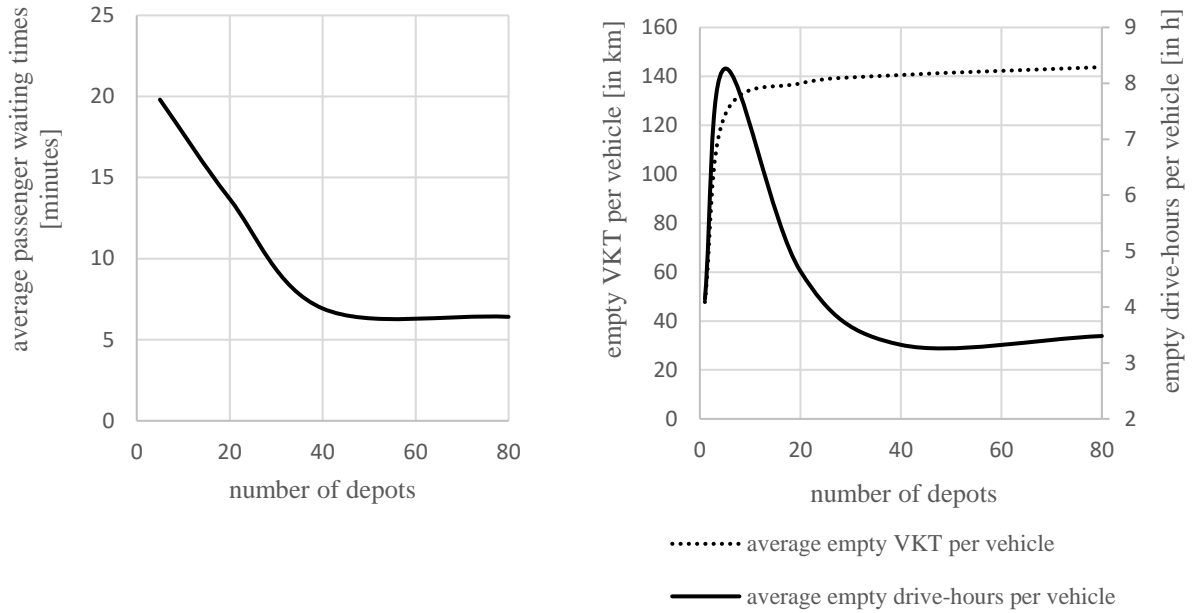 average passenger waiting times
[minutes]
25
20
15
10
5
0
0 20 40 60 80
number of depots
empty VKT per vehicle [in km]
160
140
120
100
80
60
40
20
0
9
8
7
6
5
4
3
2
empty drive-hours per vehicle [in h]
0 20 40 60 80
number of depots
average empty VKT per vehicle
average empty drive-hours per vehicle